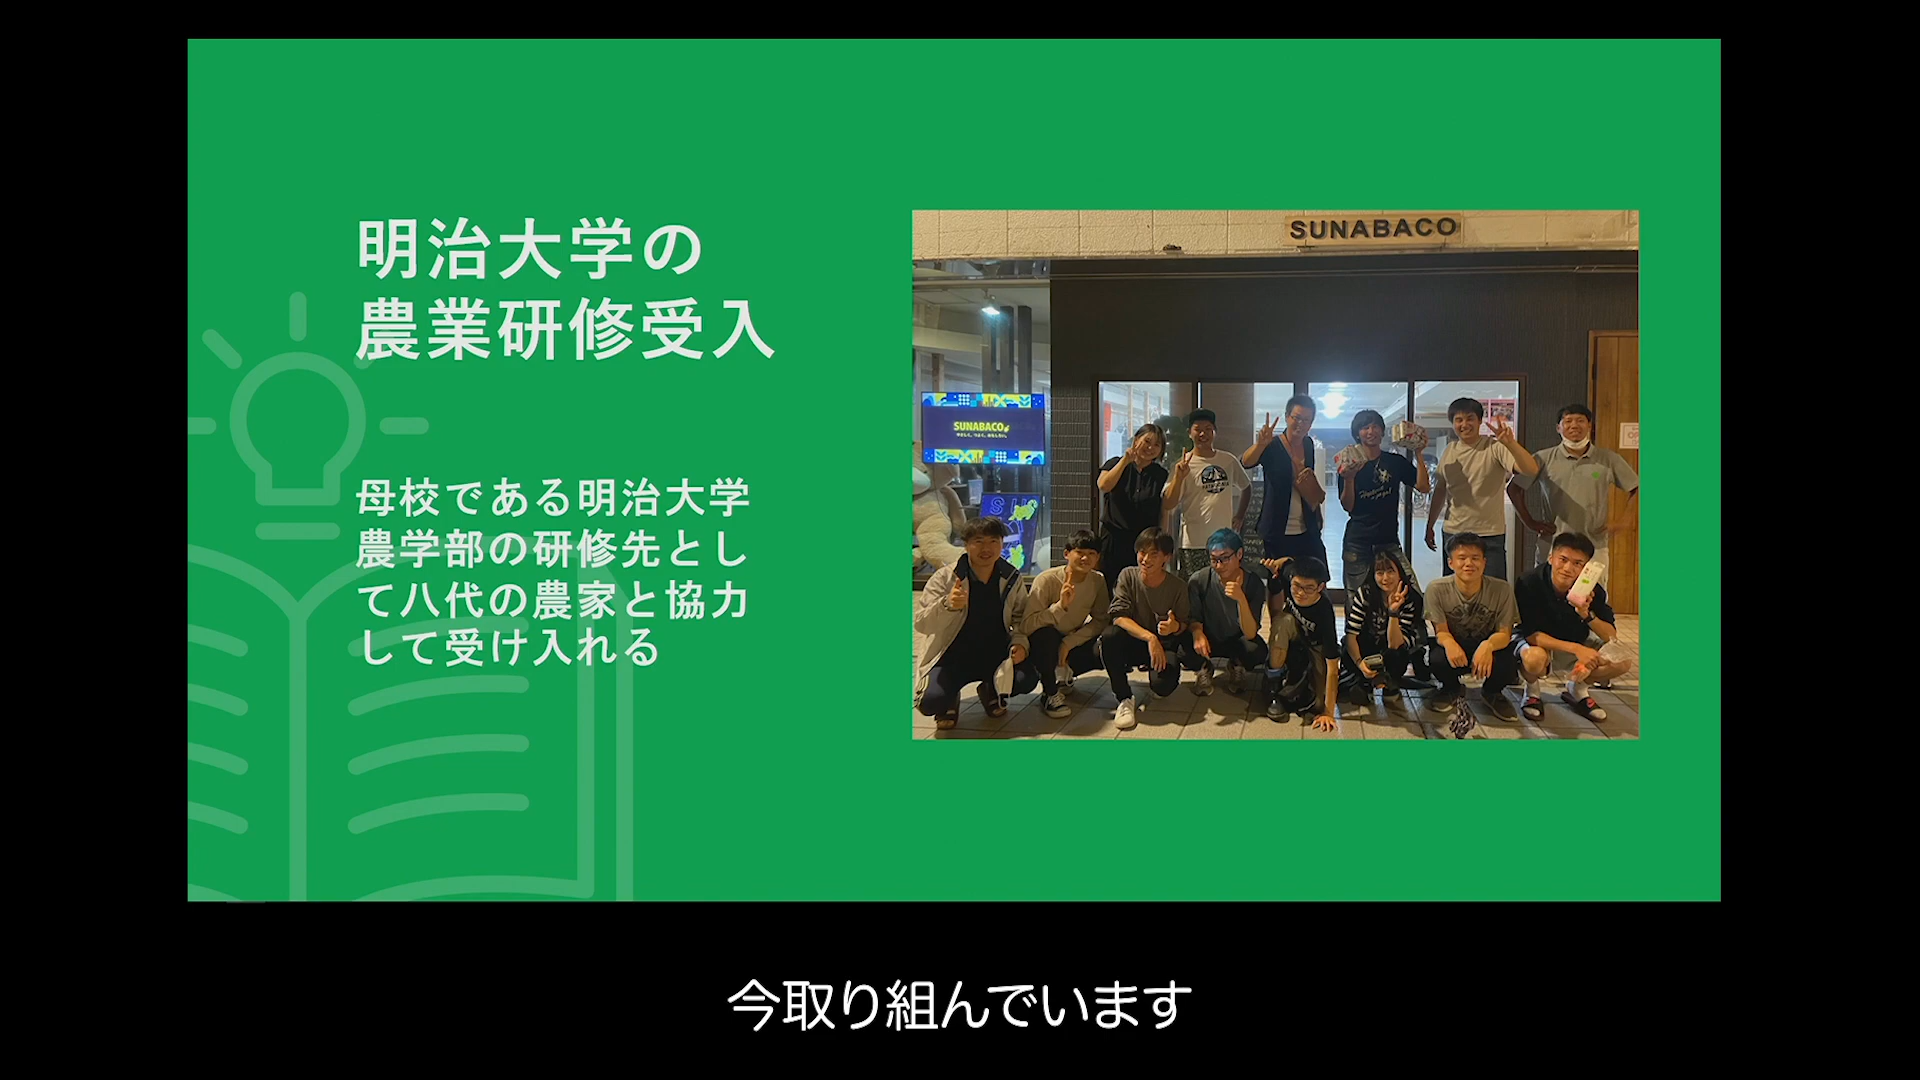 明治大学の
農業研修受入
母校である明治大学
農学部の研修先とし
て八代の農家と協力
して受け入れる
SUNABACO
SUNABACO
今取り組んでいます